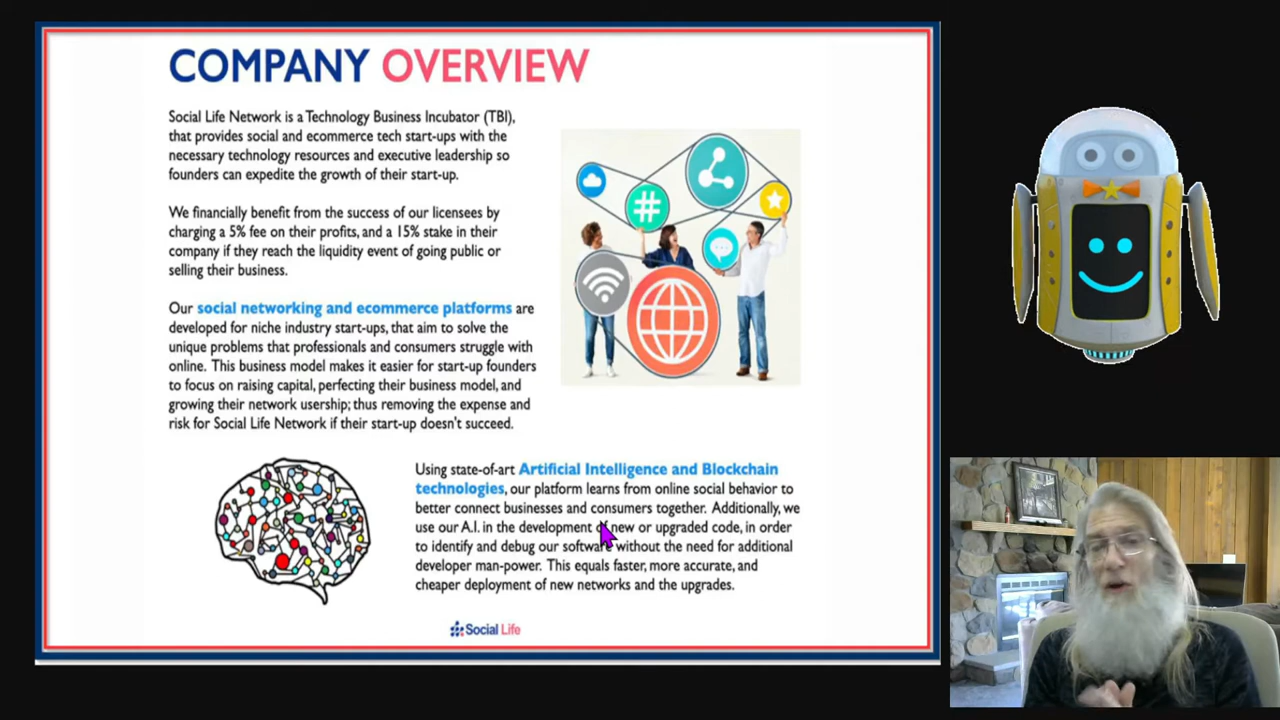 COMPANY OVERVIEW
Social Life Network is a Technology Business Incubator (TBI),
that provides social and ecommerce tech start-ups with the
necessary technology resources and executive leadership so
founders can expedite the growth of their start-up.
We financially benefit from the success of our licensees by
charging a 5% fee on their profits, and a 15% stake in their
company if they reach the liquidity event of going public or
selling their business.
Our social networking and ecommerce platforms are
developed for niche industry start-ups, that aim to solve the
unique problems that professionals and consumers struggle with
online. This business model makes it easier for start-up founders
to focus on raising capital, perfecting their business model, and
growing their network usership; thus removing the expense and
risk for Social Life Network if their start-up doesn't succeed.
#
Using state-of-art Artificial Intelligence and Blockchain
technologies, our platform learns from online social behavior to
better connect businesses and consumers together. Additionally, we
use our A.I. in the development of new or upgraded code, in order
to identify and debug our software without the need for additional
developer man-power. This equals faster, more accurate, and
cheaper deployment of new networks and the upgrades.
Social Life